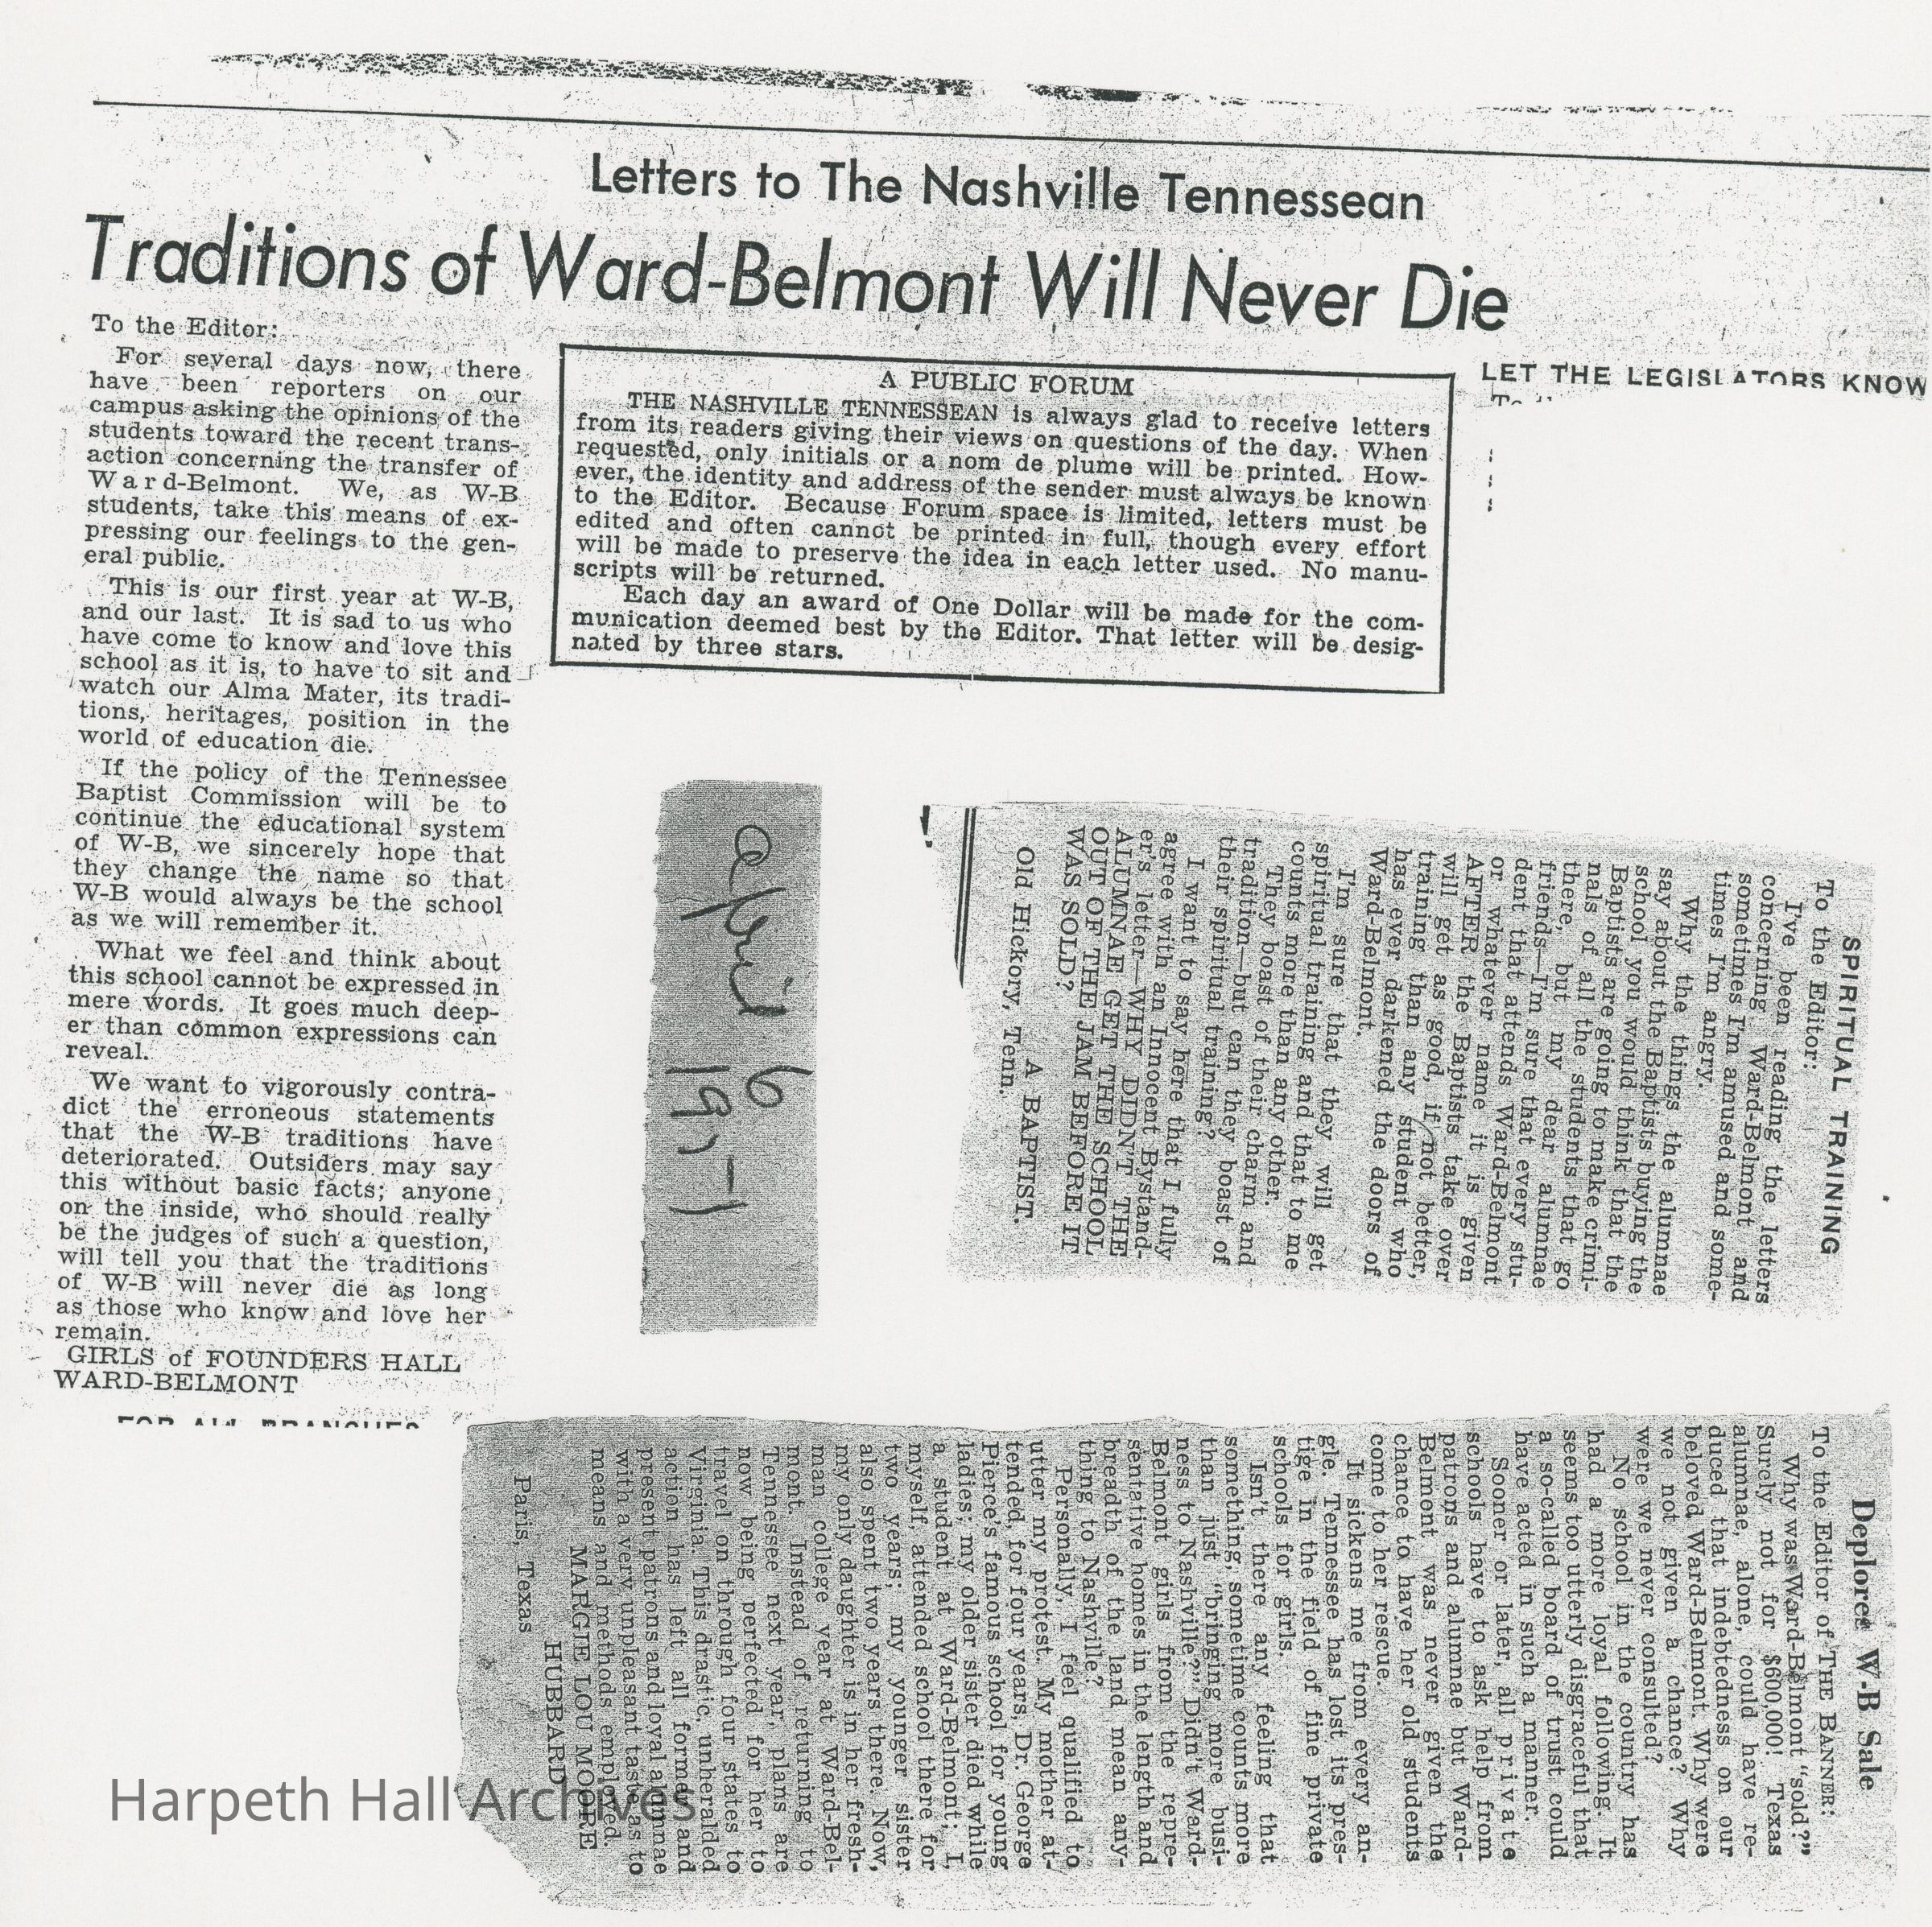 Letters to The Nashville Tennessean
Traditions of Ward-Belmont Will Never Die
To the Editor:
For several days now, there
have been reporters on our
campus asking the opinions of the
students toward the recent trans-
action concerning the transfer of
Ward-Belmont. We, as W-B
students, take this means of ex-
pressing our feelings to the gen-
eral public.
This is our first year at W-B,
and our last. It is sad to us who
have come to know and love this
school as it is, to have to sit and
watch our Alma Mater, its tradi-
tions, heritages, position in the
world of education die.
If the policy of the Tennessee
Baptist Commission will be to
continue the educational system
of W-B, we sincerely hope that
they change the name so that
W-B would always be the school
as we will remember it.
What we feel and think about
this school cannot be expressed in
mere words. It goes much deep-
er than common expressions can
reveal.
We want to vigorously contra-
dict the erroneous statements
that the W-B traditions have
deteriorated. Outsiders may say
this without basic facts; anyone
on the inside, who should really
be the judges of such a question,
will tell you that the traditions
of W-B will never die as long
as those who know and love her
remain.
GIRLS of FOUNDERS HALL
WARD-BELMONT
FOR ALL BRANCHES
A PUBLIC FORUM
THE NASHVILLE TENNESSEAN is always glad to receive letters
from its readers giving their views on questions of the day. When
requested, only initials or a nom de plume will be printed. How-
ever, the identity and address of the sender must always be known
to the Editor. Because Forum space is limited, letters must be
edited and often cannot be printed in full, though every effort
will be made to preserve the idea in each letter used. No manu-
scripts will be returned.
Each day an award of One Dollar will be made for the com-
munication deemed best by the Editor. That letter will be desig-
nated by three stars.
LET THE LEGISLATORS KNOW
april 6
1951
SPIRITUAL TRAINING
To the Editor:
I've been reading the letters
concerning Ward-Belmont and
sometimes I'm amused and some-
times I'm angry.
Why the things the alumnae
say about the Baptists buying the
school you would think that the
Baptists are going to make crimi-
nals of all the students that go
there, but my dear alumnae
friends—I'm sure that every stu-
dent that attends Ward-Belmont
or whatever name it is given
AFTER the Baptists take over
will get as good, if not better,
training than any student who
has ever darkened the doors of
Ward-Belmont.
I'm sure that they will get
spiritual training and that to me
counts more than any other.
They boast of their charm and
tradition—but can they boast of
their spiritual training?
I want to say here that I fully
agree with an Innocent Bystand-
er's letter—WHY DIDN'T THE
ALUMNAE GET THE SCHOOL
OUT OF THE JAM BEFORE IT
WAS SOLD?
A BAPTIST.
Old Hickory, Tenn.
Deplores W-B Sale
To the Editor of THE BANNER:
Why was Ward-Belmont "sold?"
Surely not for $600,000! Texas
alumnae, alone, could have re-
duced that indebtedness on our
beloved Ward-Belmont. Why were
we not given a chance? Why
were we never consulted?
No school in the country has
had a more loyal following. It
seems too utterly disgraceful that
a so-called board of trust could
have acted in such a manner.
Sooner or later, all private
schools have to ask help from
patrons and alumnae but Ward-
Belmont was never given the
chance to have her old students
come to her rescue.
It sickens me from every an-
gle. Tennessee has lost its pres-
tige in the field of fine private
schools for girls.
Isn't there any feeling that
something, sometime counts more
than just "bringing more busi-
ness to Nashville?" Didn't Ward-
Belmont girls from the repre-
sentative homes in the length and
breadth of the land mean any-
thing to Nashville?
Personally, I feel qualified to
utter my protest. My mother at-
tended, for four years, Dr. George
Pierce's famous school for young
ladies; my older sister died while
a student at Ward-Belmont; I,
myself, attended school there for
two years; my younger sister
also spent two years there. Now,
my only daughter is in her fresh-
man college year at Ward-Bel-
mont. Instead of returning to
Tennessee next year, plans are
now being perfected for her to
travel on through four states to
Virginia. This drastic, unheralded
action has left all former and
present patrons and loyal alumnae
with a very unpleasant taste as to
means and methods employed.
MARGIE LOU MOORE
HUBBARD
Paris, Texas
Harpeth Hall Archives